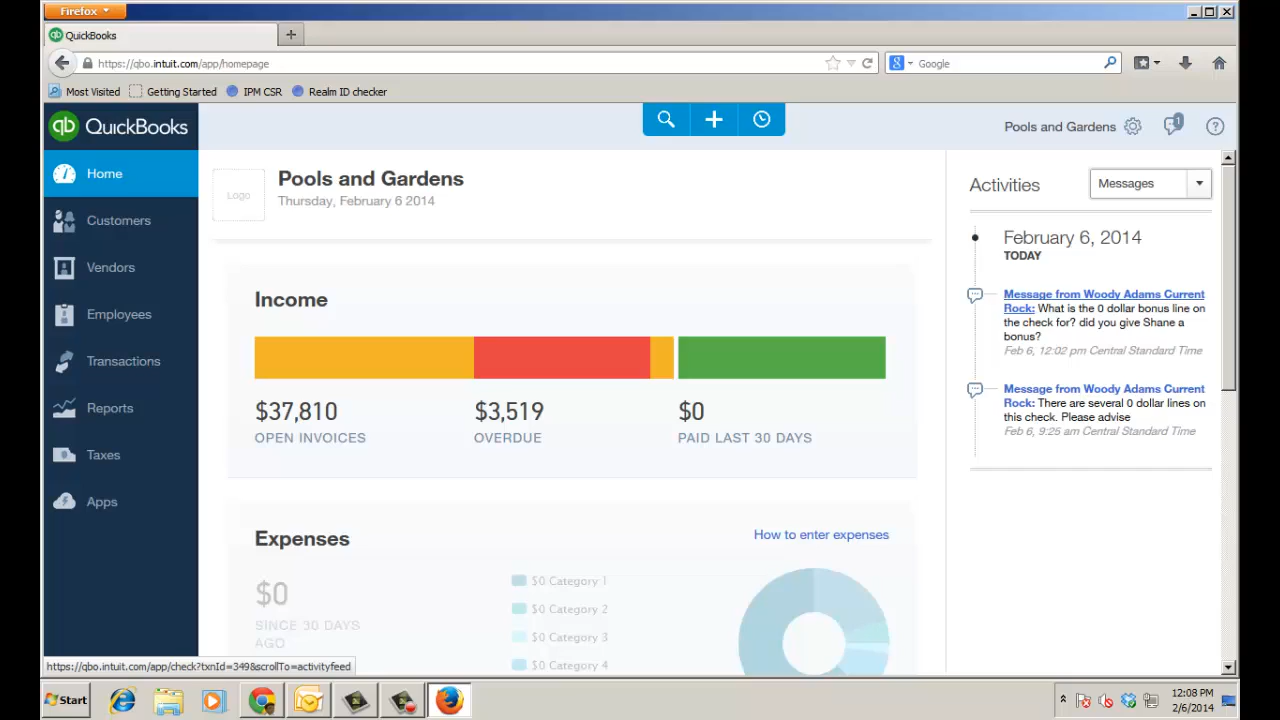 Firefox
QuickBooks
https://qbo.intuit.com/app/homepage
Google
Most Visited
Getting Started
IPM CSR
Realm ID checker
qb QuickBooks
Pools and Gardens
1
?
Home
Customers
Vendors
Employees
Transactions
Reports
Taxes
Apps
Logo
Pools and Gardens
Thursday, February 6 2014
Income
$37,810
OPEN INVOICES
$3,519
OVERDUE
$0
PAID LAST 30 DAYS
Expenses
How to enter expenses
$0
SINCE 30 DAYS
AGO
$0 Category 1
$0 Category 2
$0 Category 3
$0 Category 4
Activities
Messages
February 6, 2014
TODAY
Message from Woody Adams Current
Rock: What is the 0 dollar bonus line on
the check for? did you give Shane a
bonus?
Feb 6, 12:02 pm Central Standard Time
Message from Woody Adams Current
Rock: There are several 0 dollar lines on
this check. Please advise
Feb 6, 9:25 am Central Standard Time
https://qbo.intuit.com/app/check?txnId=349&scrollTo=activityfeed
Start
12:08 PM
2/6/2014